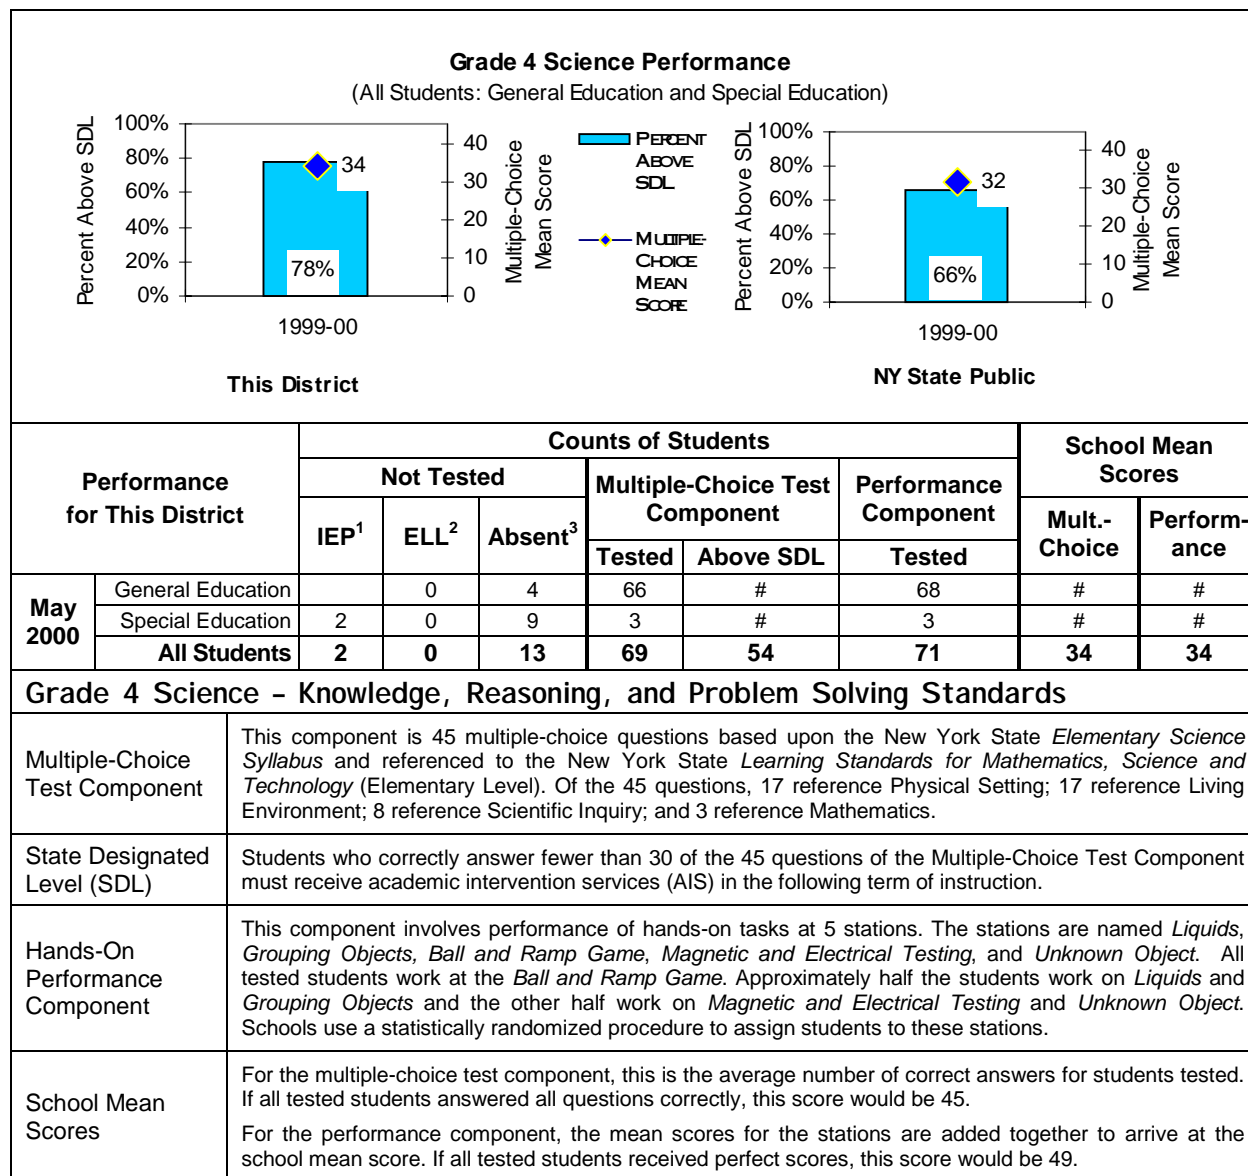 Grade 4 Science Performance
(All Students: General Education and Special Education)
Percent Above SDL
100%
80%
60%
40%
20%
0%
34
78%
40
30
20
10
0
Multiple-Choice
Mean Score
1999-00
This District
PERCENT
ABOVE
SDL
MULTIPLE-
CHOICE
MEAN
SCORE
Percent Above SDL
100%
80%
60%
40%
20%
0%
32
66%
40
30
20
10
0
Multiple-Choice
Mean Score
1999-00
NY State Public
Performance
for This District
Counts of Students
School Mean
Scores
Not Tested
Multiple-Choice Test
Component
Performance
Component
IEP¹ ELL² Absent³
Tested Above SDL Tested
Mult.-
Choice
Perform-
ance
May
2000
General Education 0 4 66 # 68 # #
Special Education 2 0 9 3 # 3 # #
All Students 2 0 13 69 54 71 34 34
Grade 4 Science – Knowledge, Reasoning, and Problem Solving Standards
Multiple-Choice
Test Component
This component is 45 multiple-choice questions based upon the New York State Elementary Science
Syllabus and referenced to the New York State Learning Standards for Mathematics, Science and
Technology (Elementary Level). Of the 45 questions, 17 reference Physical Setting; 17 reference Living
Environment; 8 reference Scientific Inquiry; and 3 reference Mathematics.
State Designated
Level (SDL)
Students who correctly answer fewer than 30 of the 45 questions of the Multiple-Choice Test Component
must receive academic intervention services (AIS) in the following term of instruction.
Hands-On
Performance
Component
This component involves performance of hands-on tasks at 5 stations. The stations are named Liquids,
Grouping Objects, Ball and Ramp Game, Magnetic and Electrical Testing, and Unknown Object. All
tested students work at the Ball and Ramp Game. Approximately half the students work on Liquids and
Grouping Objects and the other half work on Magnetic and Electrical Testing and Unknown Object.
Schools use a statistically randomized procedure to assign students to these stations.
School Mean
Scores
For the multiple-choice test component, this is the average number of correct answers for students tested.
If all tested students answered all questions correctly, this score would be 45.
For the performance component, the mean scores for the stations are added together to arrive at the
school mean score. If all tested students received perfect scores, this score would be 49.